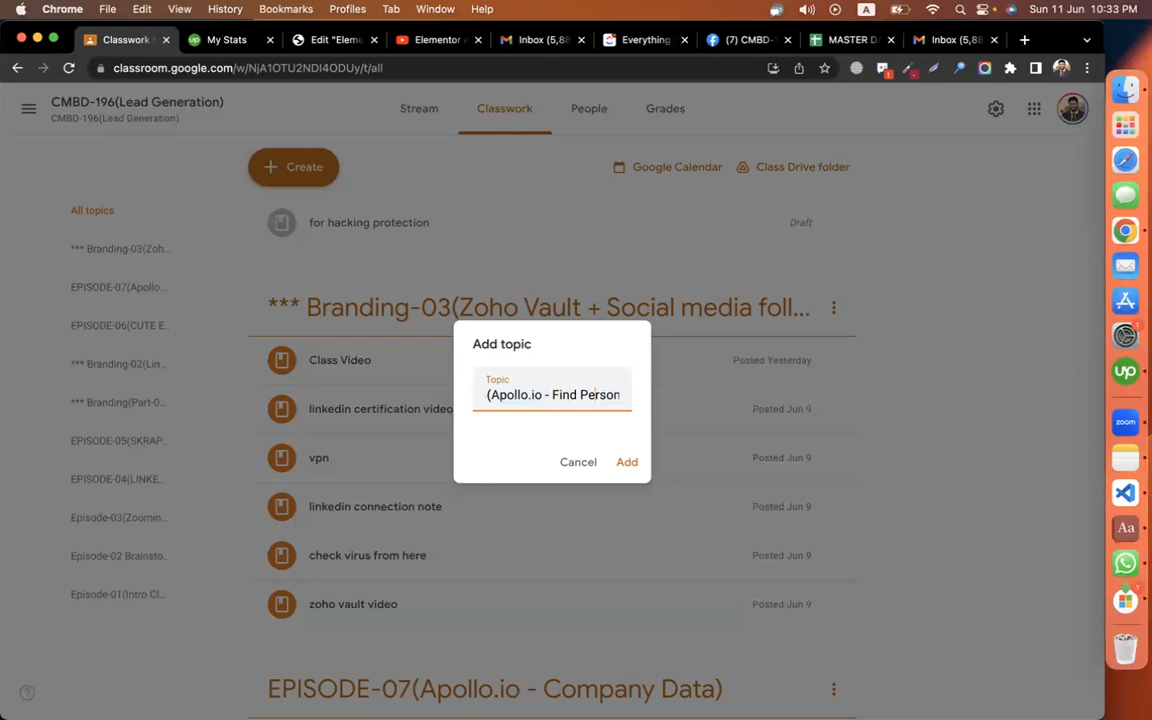 Chrome File Edit View History Bookmarks Profiles Tab Window Help
A
Sun 11 Jun 10:33 PM
Classwork
My Stats
Edit "Eleme
Elementor
Inbox (5,88
Everything
(7) CMBD-
MASTER D
Inbox (5,88
classroom.google.com/w/NjA1OTU2NDI4ODUy/t/all
CMBD-196(Lead Generation)
CMBD-196(Lead Generation)
Stream
Classwork
People
Grades
Create
Google Calendar
Class Drive folder
All topics
for hacking protection
Draft
*** Branding-03(Zoh...
EPISODE-07(Apollo...
*** Branding-03(Zoho Vault + Social media foll...
EPISODE-06(CUTE E...
Add topic
Class Video
Posted Yesterday
*** Branding-02(Lin...
Topic
(Apollo.io - Find Person
*** Branding(Part-0...
linkedin certification video
Posted Jun 9
EPISODE-05(SKRAP...
vpn
Posted Jun 9
Cancel
Add
EPISODE-04(LINKE...
linkedin connection note
Posted Jun 9
Episode-03(Zoomin...
check virus from here
Posted Jun 9
Episode-02 Brainsto...
Episode-01(Intro Cl...
zoho vault video
Posted Jun 9
EPISODE-07(Apollo.io - Company Data)
up
zoom
Aa